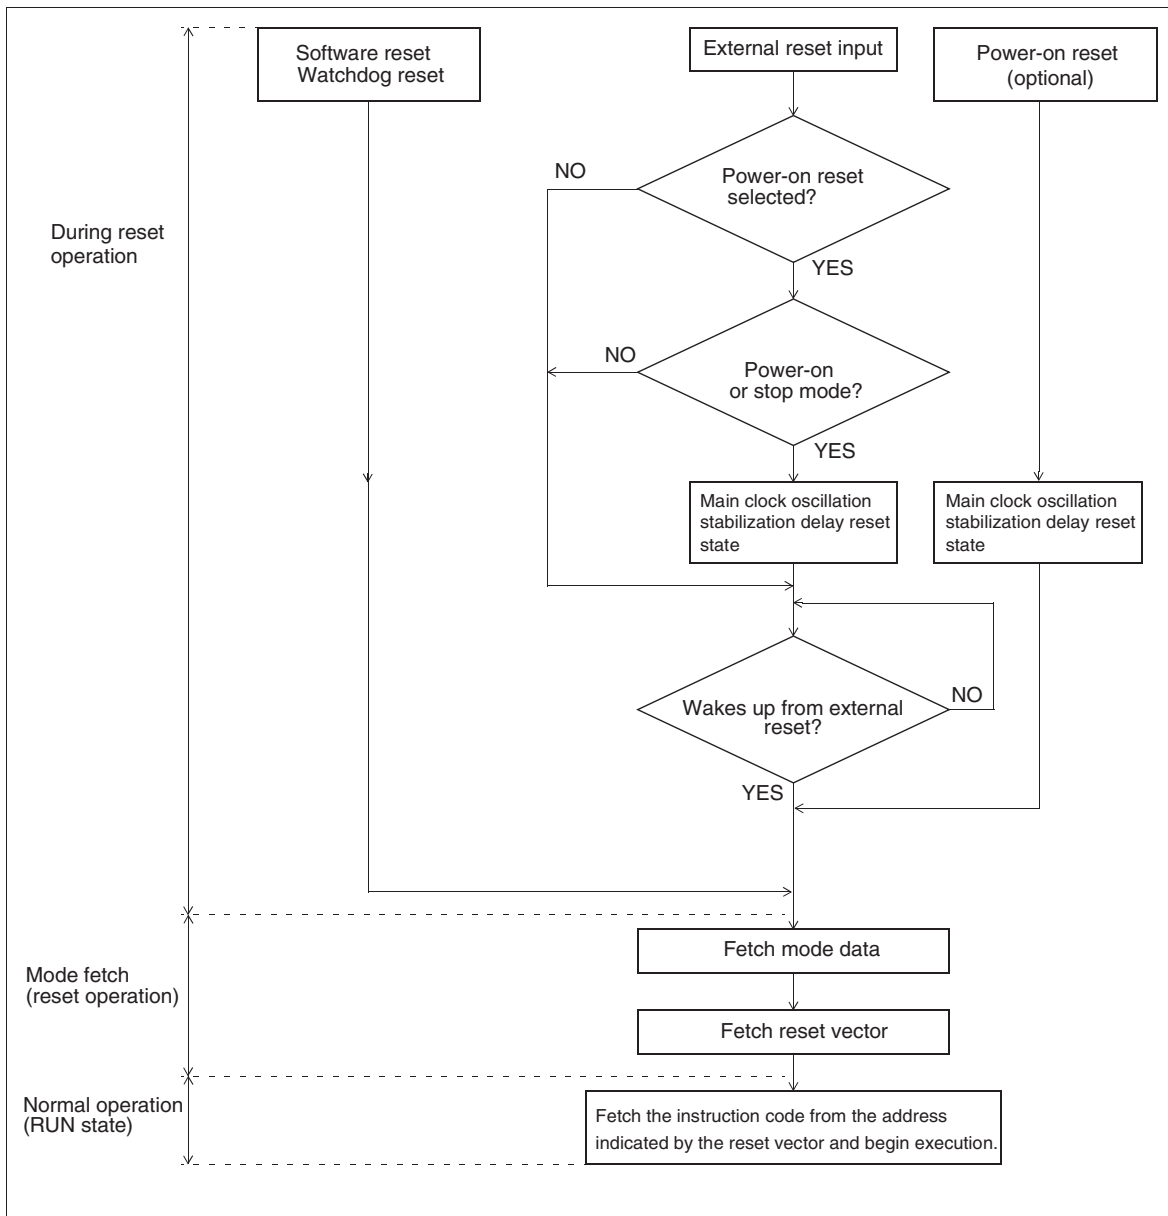 Software reset
Watchdog reset
External reset input
Power-on reset
(optional)
NO
Power-on reset
selected?
During reset
operation
YES
NO
Power-on
or stop mode?
YES
Main clock oscillation
stabilization delay reset
state
Main clock oscillation
stabilization delay reset
state
NO
Wakes up from external
reset?
YES
Fetch mode data
Mode fetch
(reset operation)
Fetch reset vector
Normal operation
(RUN state)
Fetch the instruction code from the address
indicated by the reset vector and begin execution.